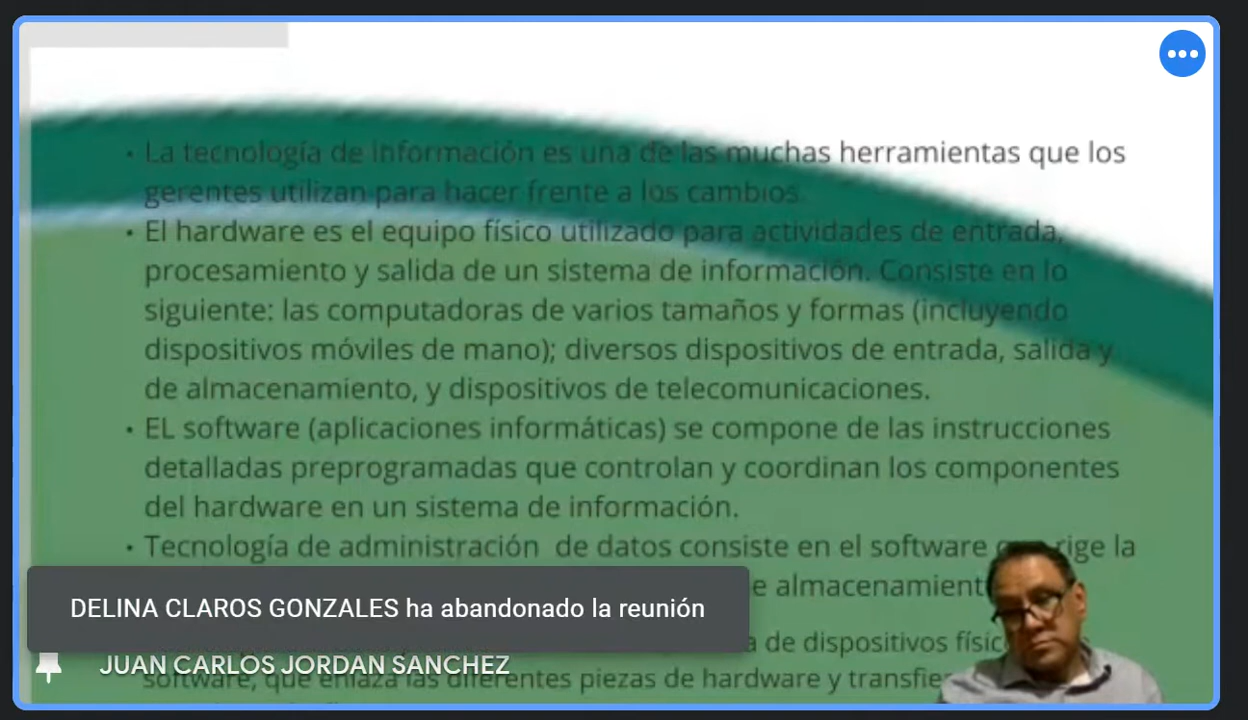 • La tecnología de información es una de las muchas herramientas que los
gerentes utilizan para hacer frente a los cambios.
• El hardware es el equipo físico utilizado para actividades de entrada,
procesamiento y salida de un sistema de información. Consiste en lo
siguiente: las computadoras de varios tamaños y formas (incluyendo
dispositivos móviles de mano); diversos dispositivos de entrada, salida y
de almacenamiento, y dispositivos de telecomunicaciones.
• EL software (aplicaciones informáticas) se compone de las instrucciones
detalladas preprogramadas que controlan y coordinan los componentes
del hardware en un sistema de información.
• Tecnología de administración de datos consiste en el software rige la
DELINA CLAROS GONZALES ha abandonado la reunión
de dispositivos
JUAN CARLOS JORDAN SANCHEZ
software, que enlaza las diferentes piezas de hardware y